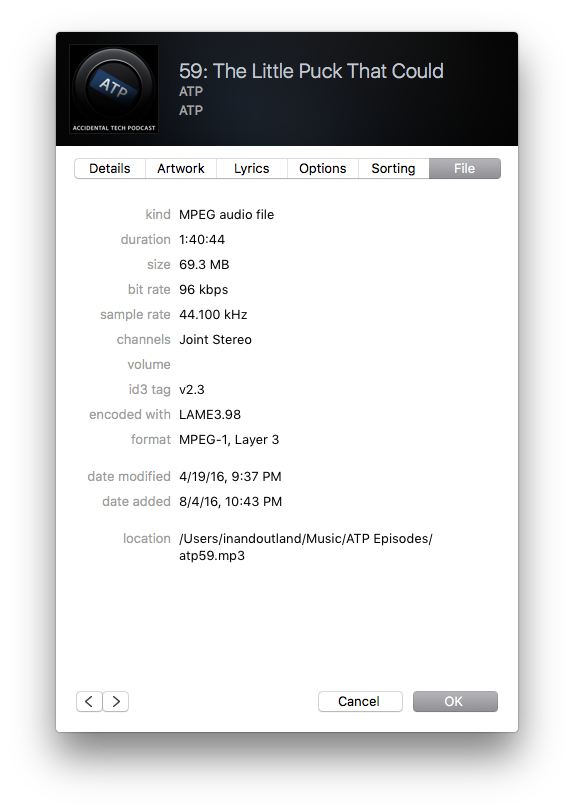 59: The Little Puck That Could
ATP
ATP
ATP
ACCIDENTAL TECH PODCAST
Details Artwork Lyrics Options Sorting File
kind MPEG audio file
duration 1:40:44
size 69.3 MB
bit rate 96 kbps
sample rate 44.100 kHz
channels Joint Stereo
volume
id3 tag v2.3
encoded with LAME3.98
format MPEG-1, Layer 3
date modified 4/19/16, 9:37 PM
date added 8/4/16, 10:43 PM
location /Users/inandoutland/Music/ATP Episodes/
atp59.mp3
Cancel OK